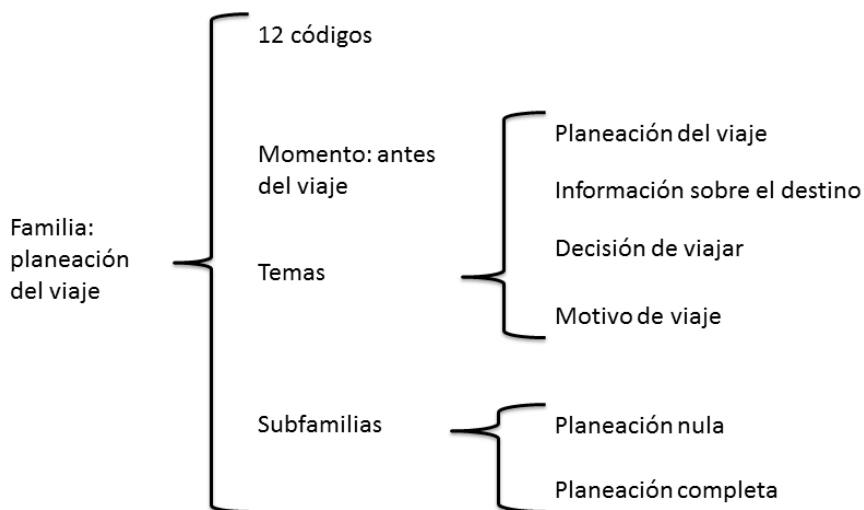 Familia:
planeación
del viaje
12 códigos
Momento: antes
del viaje
Temas
Planeación del viaje
Información sobre el destino
Decisión de viajar
Motivo de viaje
Subfamilias
Planeación nula
Planeación completa